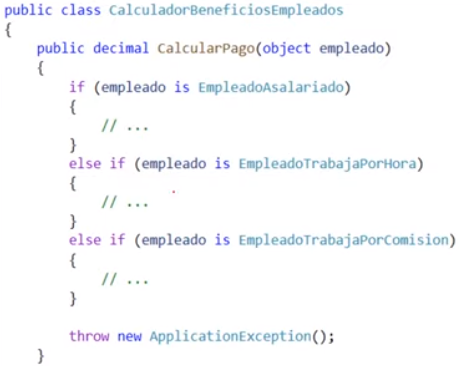 public class CalculadorBeneficiosEmpleados
{
    public decimal CalcularPago(object empleado)
    {
        if (empleado is EmpleadoAsalariado)
        {
            // ...
        }
        else if (empleado is EmpleadoTrabajaPorHora)
        {
            // ...
        }
        else if (empleado is EmpleadoTrabajaPorComision)
        {
            // ...
        }

        throw new ApplicationException();
    }